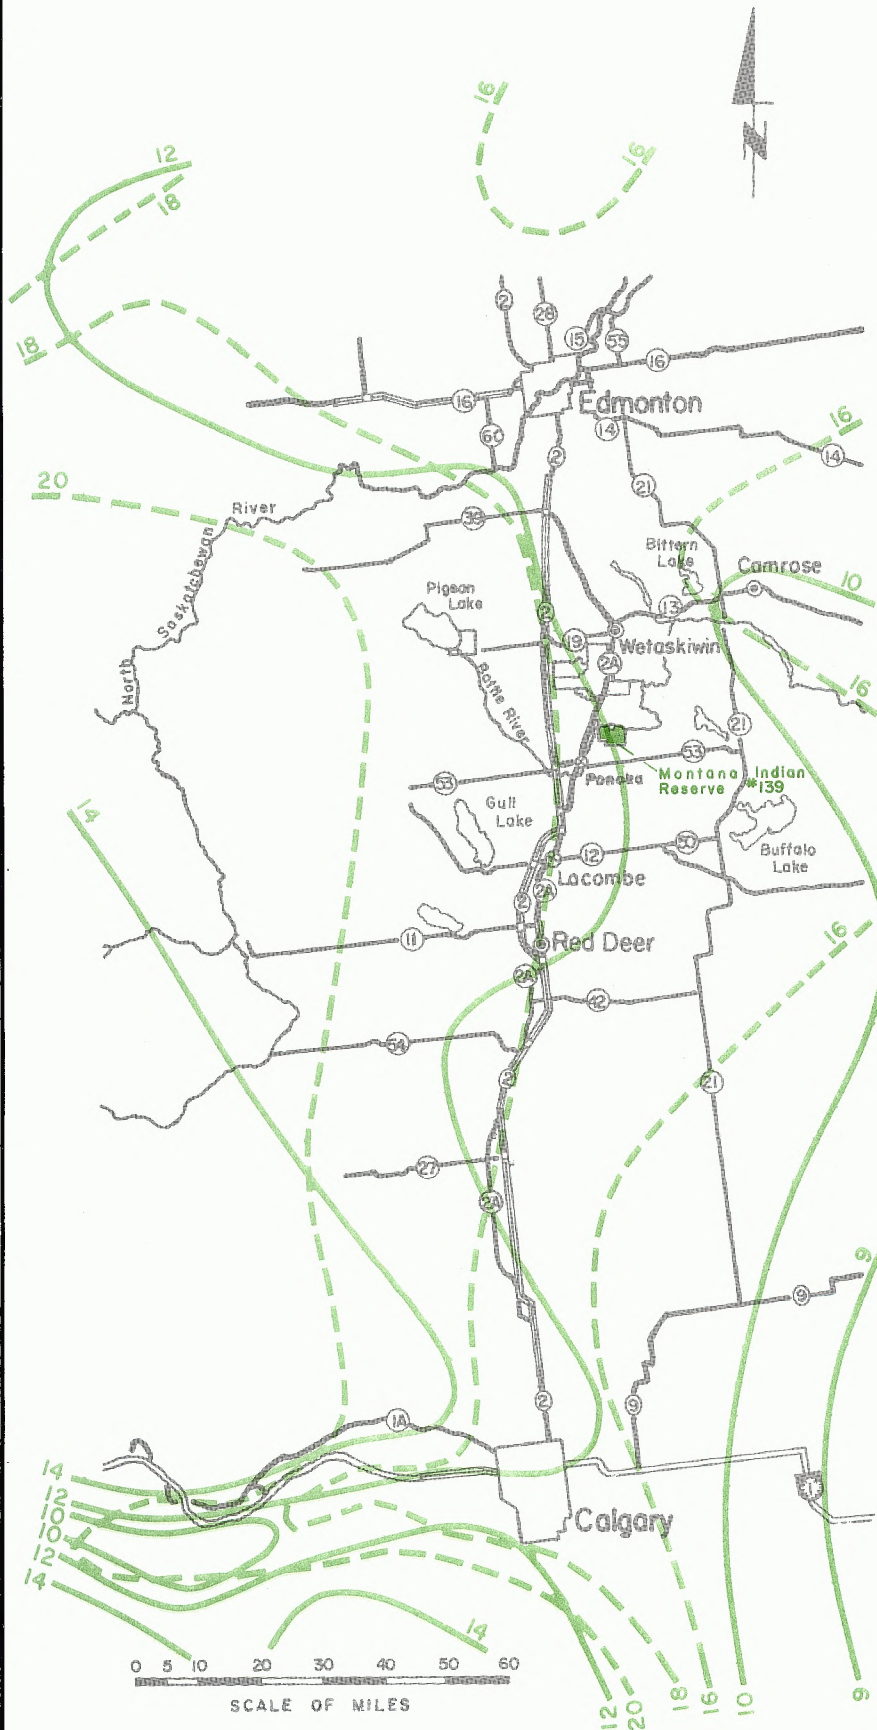 16
16
12
18
N
2
28
15
55
16
18
16
Edmonton
60
14
16
2
14
20
21
River
39
Bittern
Lake
Camrose
10
Saskatchewan
Pigeon
Lake
2
13
19
Wetaskiwin
2A
North
Battle River
16
21
53
53
Ponoka
Montana Indian
Reserve #139
14
Gull
Lake
12
50
Buffalo
Lake
Lacombe
2A
2
11
Red Deer
16
2A
42
54
2
21
27
2A
9
9
2
9
1A
14
12
10
10
12
14
1
Calgary
14
0 5 10 20 30 40 50 60
SCALE OF MILES
12
20
18
16
10
9